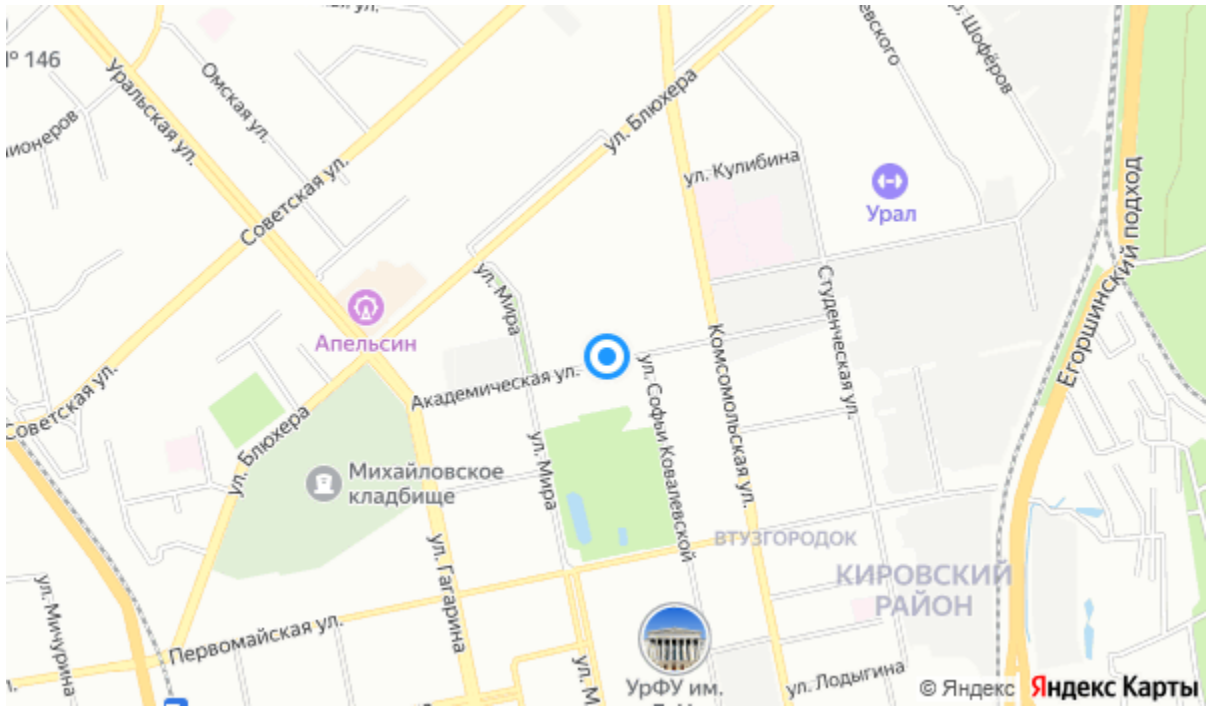 № 146
Уральская ул.
Омская ул.
ул. Блюхера
Советская ул.
ул. Кулибина
Шофёров
Урал
Егоршинский подход
Апельсин
ул. Мира
Студенческая ул.
Комсомольская ул.
Академическая ул.
ул. Софьи Ковалевской
Советская ул.
ул. Блюхера
Михайловское
кладбище
ул. Мира
ВТУЗГОРОДОК
КИРОВСКИЙ
РАЙОН
ул. Гагарина
ул. Мичурина
Первомайская ул.
УрФУ им.
ул. Лодыгина
© Яндекс Яндекс Карты